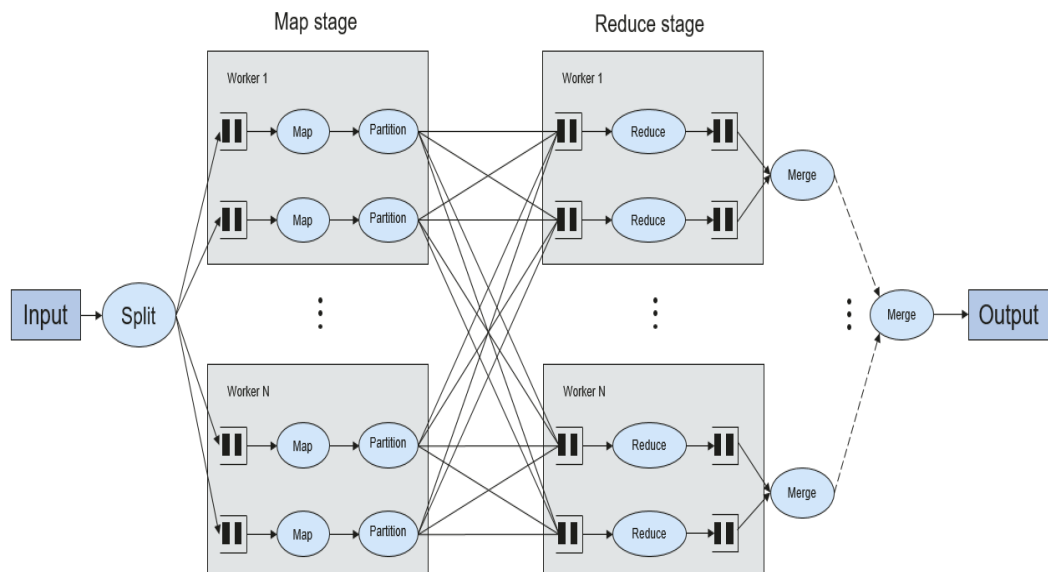 Map stage
Reduce stage
Worker 1
Worker 1
Map
Partition
Reduce
Merge
Map
Partition
Reduce
Input
Split
Merge
Output
Worker N
Worker N
Map
Partition
Reduce
Merge
Map
Partition
Reduce